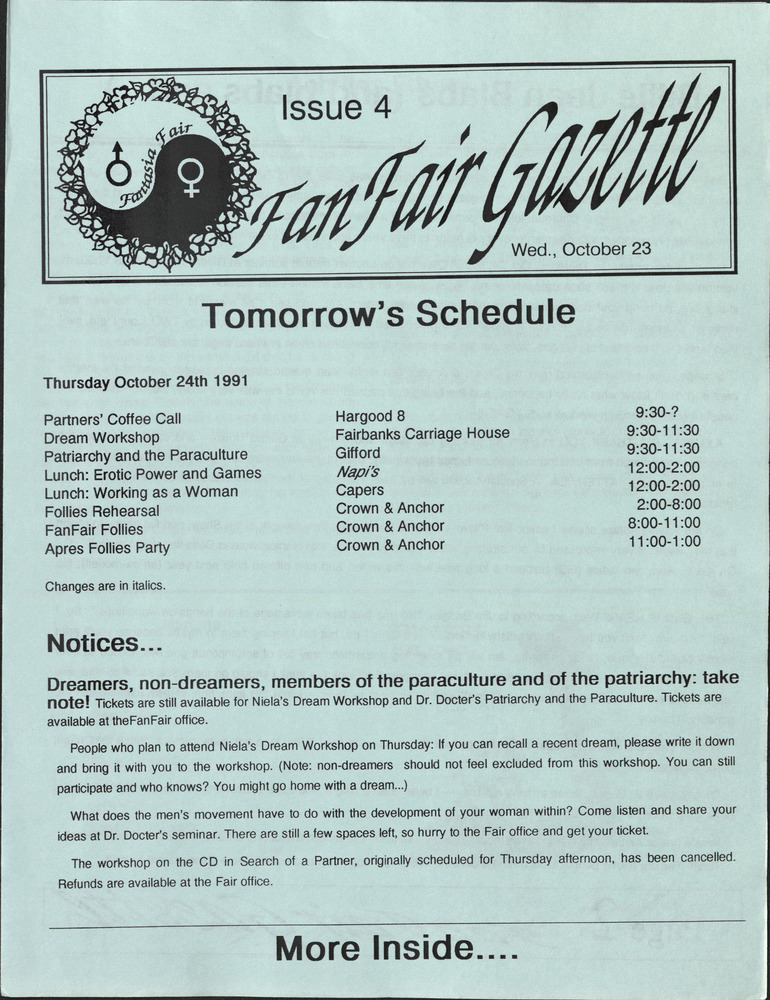 Issue 4
Fantasia Fair
FanFair Gazette
Wed., October 23
Tomorrow's Schedule
Thursday October 24th 1991
Partners' Coffee Call Hargood 8 9:30-?
Dream Workshop Fairbanks Carriage House 9:30-11:30
Patriarchy and the Paraculture Gifford 9:30-11:30
Lunch: Erotic Power and Games Napi's 12:00-2:00
Lunch: Working as a Woman Capers 12:00-2:00
Follies Rehearsal Crown & Anchor 2:00-8:00
FanFair Follies Crown & Anchor 8:00-11:00
Apres Follies Party Crown & Anchor 11:00-1:00
Changes are in italics.
Notices...
Dreamers, non-dreamers, members of the paraculture and of the patriarchy: take
note! Tickets are still available for Niela's Dream Workshop and Dr. Docter's Patriarchy and the Paraculture. Tickets are
available at theFanFair office.
People who plan to attend Niela's Dream Workshop on Thursday: If you can recall a recent dream, please write it down
and bring it with you to the workshop. (Note: non-dreamers should not feel excluded from this workshop. You can still
participate and who knows? You might go home with a dream...)
What does the men's movement have to do with the development of your woman within? Come listen and share your
ideas at Dr. Docter's seminar. There are still a few spaces left, so hurry to the Fair office and get your ticket.
The workshop on the CD in Search of a Partner, originally scheduled for Thursday afternoon, has been cancelled.
Refunds are available at the Fair office.
More Inside....